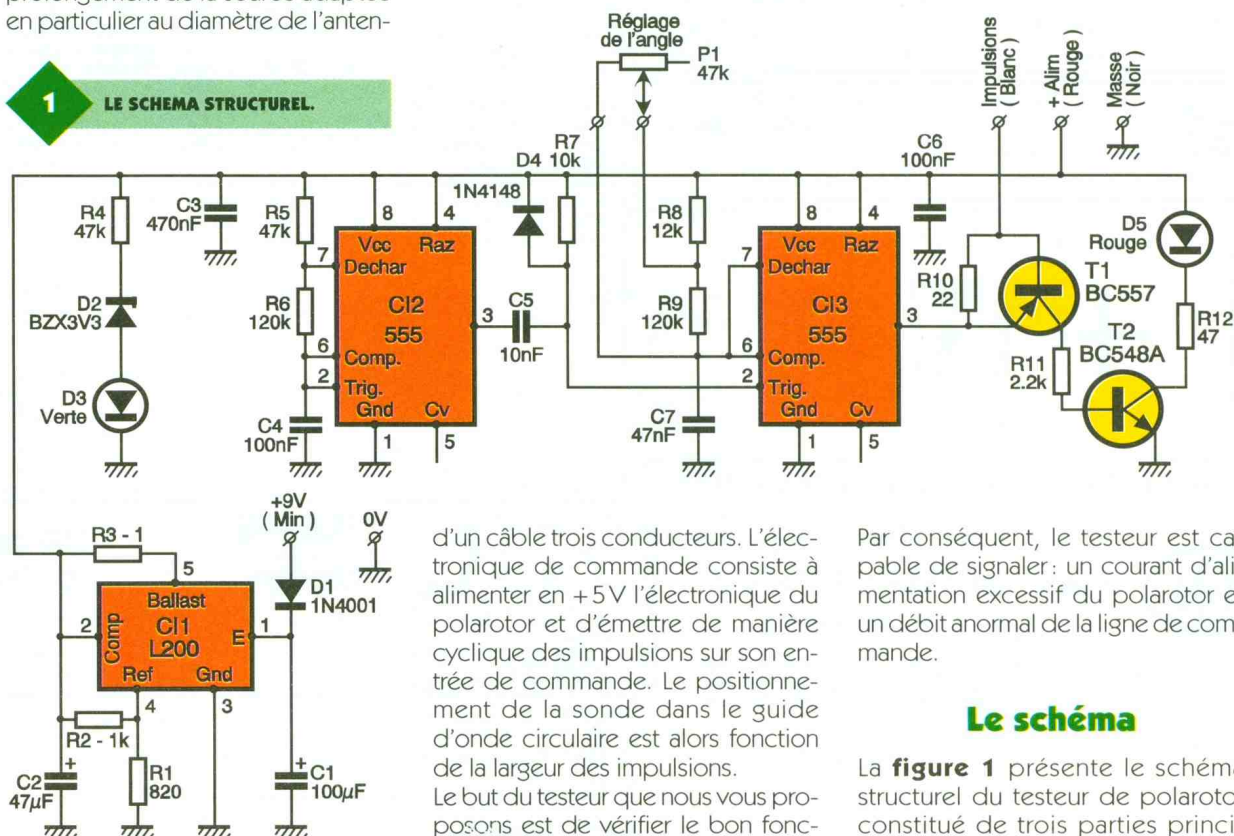 en particulier au diamètre de l'anten-
1
LE SCHEMA STRUCTUREL.
Réglage
de l'angle
P1
47k
Impulsions
( Blanc )
+ Alim
( Rouge )
Masse
( Noir )
R4
47k
C3
470nF
R5
47k
8
4
Vcc
Raz
7
Dechar
D4
1N4148
R7
10k
R8
12k
8
4
Vcc
Raz
7
Dechar
C6
100nF
D5
Rouge
D2
BZX3V3
R6
120k
CI2
555
3
C5
10nF
R9
120k
CI3
555
3
R10
22
T1
BC557
R12
47
6
Comp.
2
Trig.
6
Comp.
2
Trig.
R11
2.2k
T2
BC548A
D3
Verte
C4
100nF
Gnd
Cv
1
5
C7
47nF
Gnd
Cv
1
5
+9V
( Min )
0V
R3 - 1
5
Ballast
D1
1N4001
2
Comp
CI1
L200
E
1
Ref
Gnd
4
3
R2 - 1k
C2
47µF
+
R1
820
+
C1
100µF
d'un câble trois conducteurs. L'élec-
tronique de commande consiste à
alimenter en +5V l'électronique du
polarotor et d'émettre de manière
cyclique des impulsions sur son en-
trée de commande. Le positionne-
ment de la sonde dans le guide
d'onde circulaire est alors fonction
de la largeur des impulsions.
Le but du testeur que nous vous pro-
posons est de vérifier le bon fonc-
Par conséquent, le testeur est ca-
pable de signaler : un courant d'ali-
mentation excessif du polarotor e
un débit anormal de la ligne de com-
mande.
Le schéma
La figure 1 présente le schéma
structurel du testeur de polaroto
constitué de trois parties princi